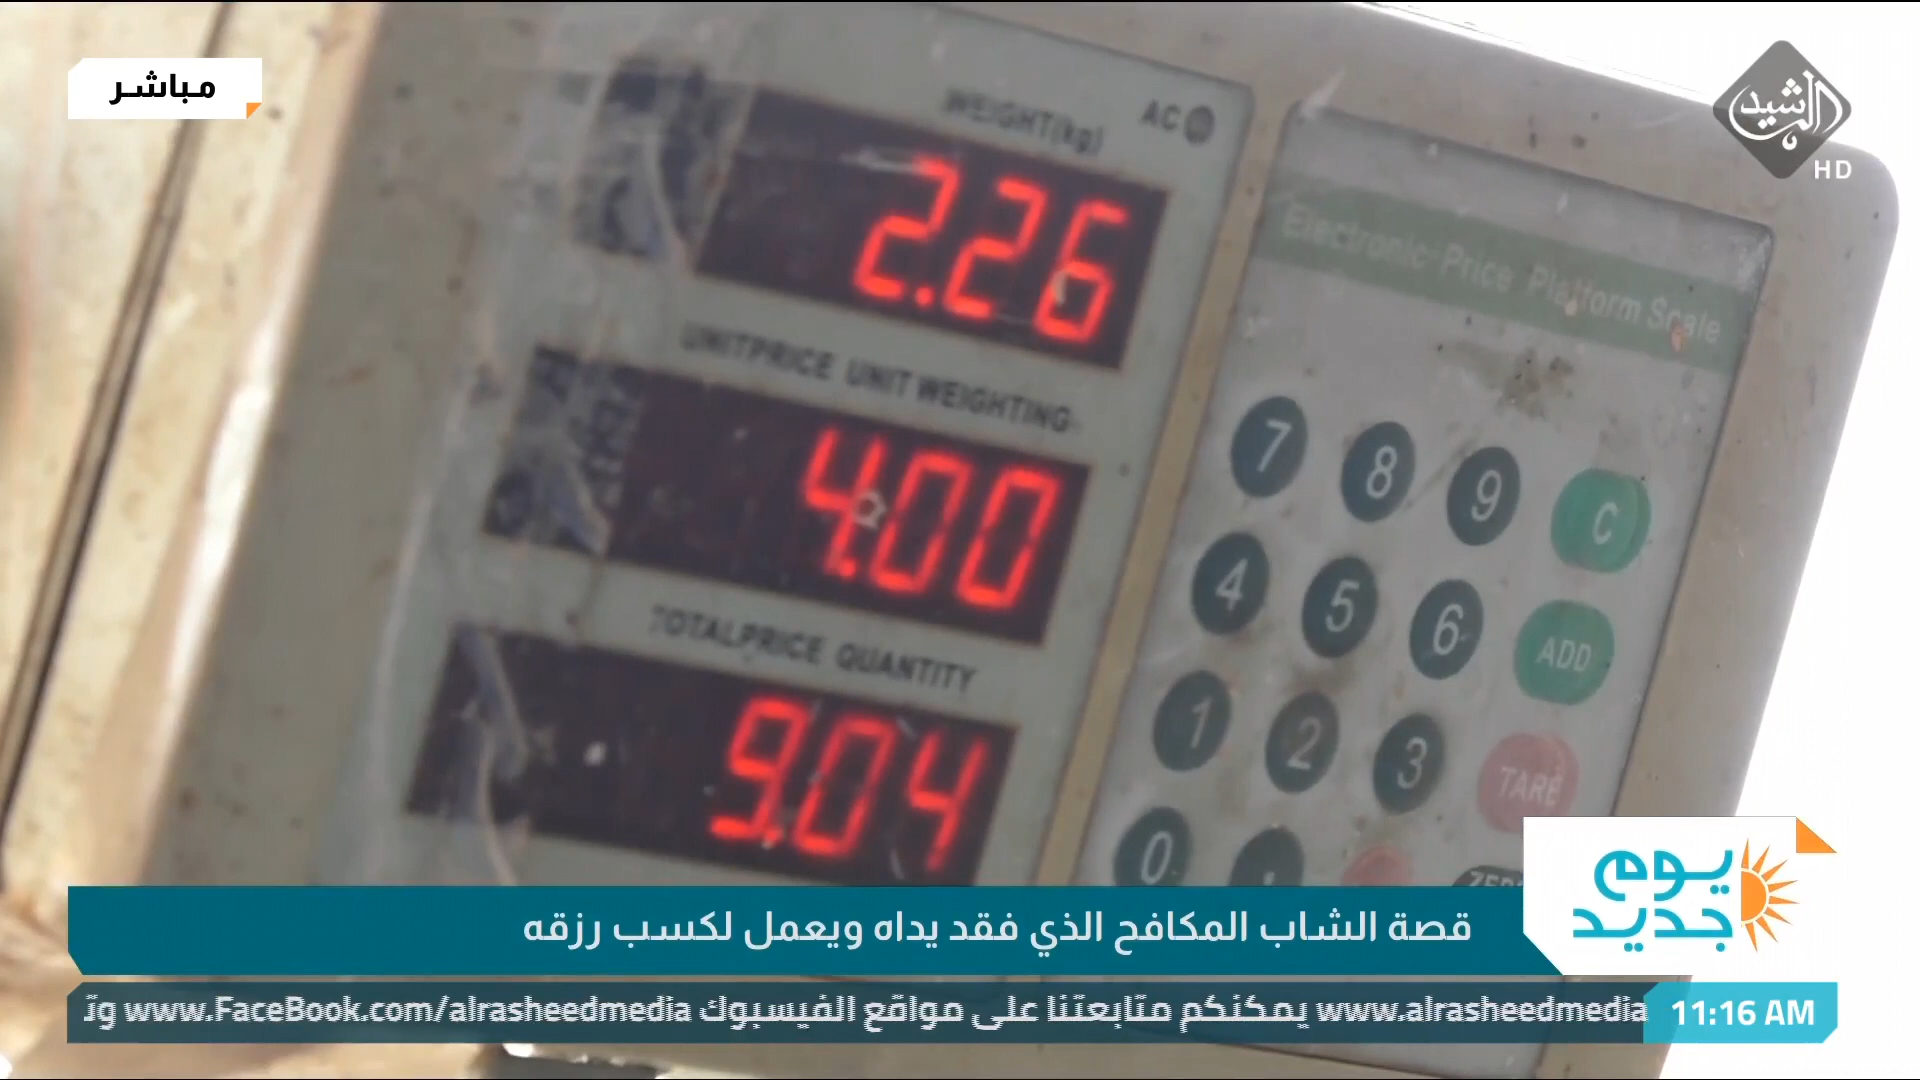 مباشر
الرشيد
HD
WEIGHT(kg) AC
2.26
UNITPRICE UNIT WEIGHTING
4.00
TOTALPRICE QUANTITY
9.04
Electronic Price Platform Scale
7 8 9 C
4 5 6 ADD
1 2 3 TARE
0 .
يوم
جديد
قصة الشاب المكافح الذي فقد يداه ويعمل لكسب رزقه
www.alrasheedmedia يمكنكم متابعتنا على مواقع الفيسبوك www.FaceBook.com/alrasheedmedia
11:16 AM